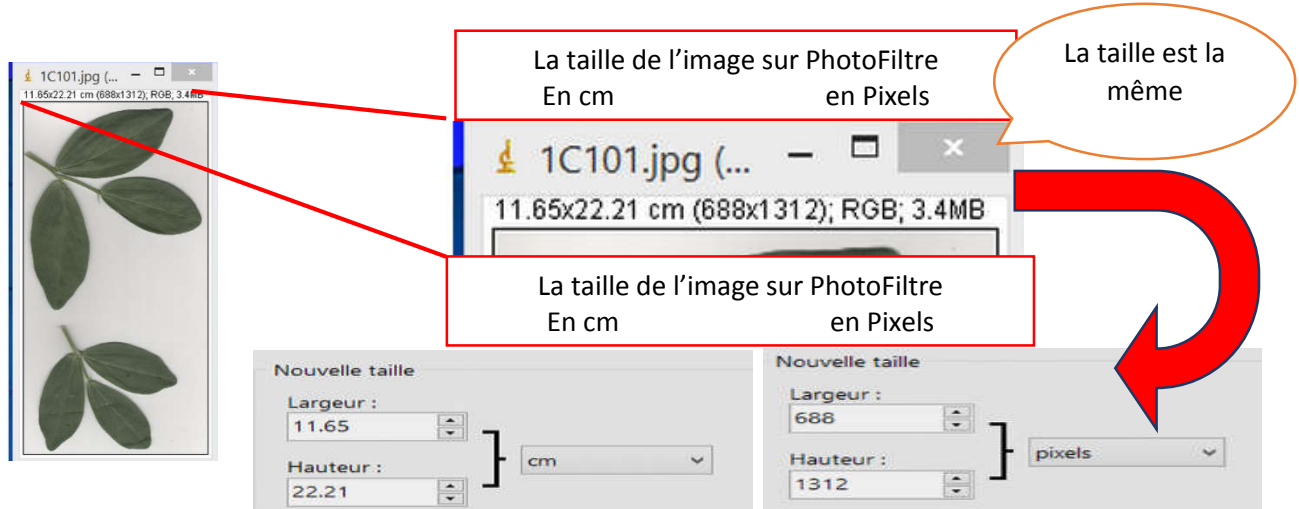 1C101.jpg (...
11.65x22.21 cm (688x1312); RGB; 3.4MB
La taille de l’image sur PhotoFiltre
En cm en Pixels
La taille est la
même
1C101.jpg (...
11.65x22.21 cm (688x1312); RGB; 3.4MB
La taille de l’image sur PhotoFiltre
En cm en Pixels
Nouvelle taille
Largeur :
11.65
Hauteur :
22.21
cm
Nouvelle taille
Largeur :
688
Hauteur :
1312
pixels